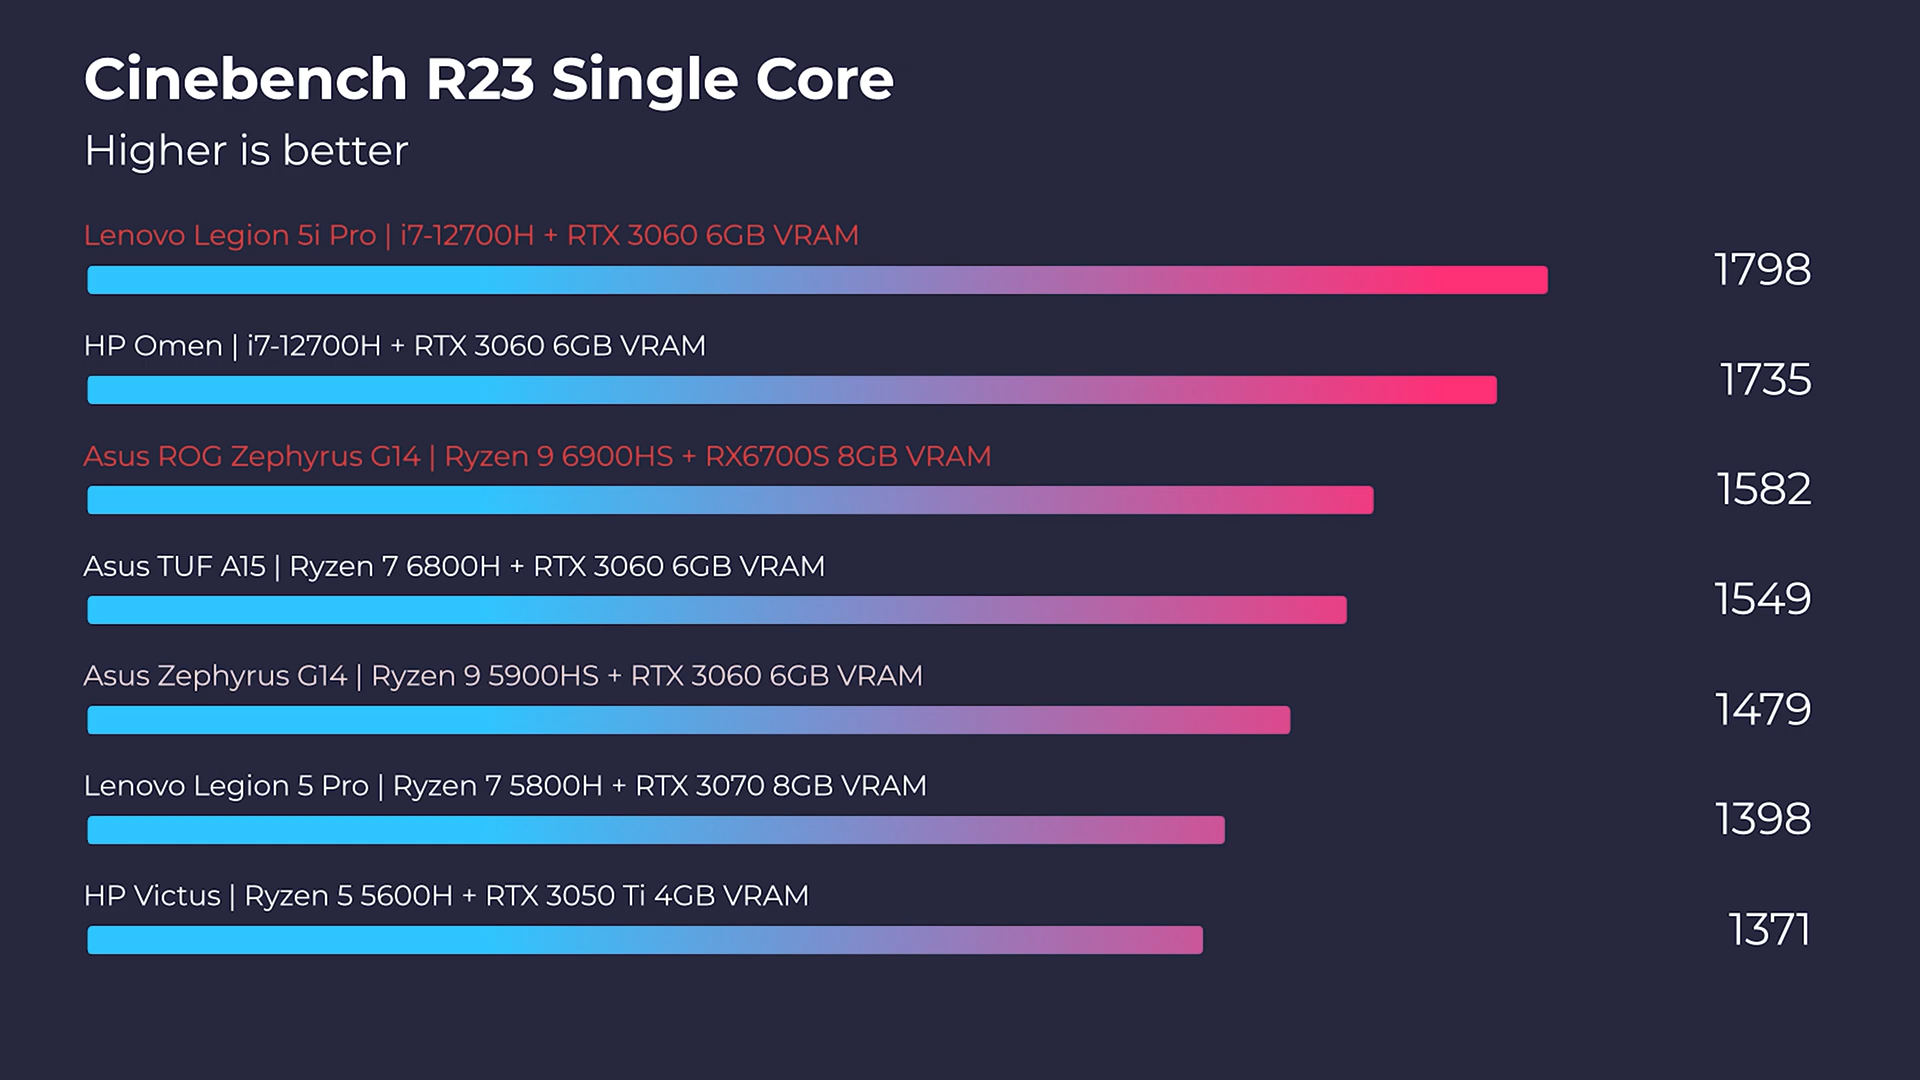 Cinebench R23 Single Core
Higher is better
Lenovo Legion 5i Pro | i7-12700H + RTX 3060 6GB VRAM
1798
HP Omen | i7-12700H + RTX 3060 6GB VRAM
1735
Asus ROG Zephyrus G14 | Ryzen 9 6900HS + RX6700S 8GB VRAM
1582
Asus TUF A15 | Ryzen 7 6800H + RTX 3060 6GB VRAM
1549
Asus Zephyrus G14 | Ryzen 9 5900HS + RTX 3060 6GB VRAM
1479
Lenovo Legion 5 Pro | Ryzen 7 5800H + RTX 3070 8GB VRAM
1398
HP Victus | Ryzen 5 5600H + RTX 3050 Ti 4GB VRAM
1371